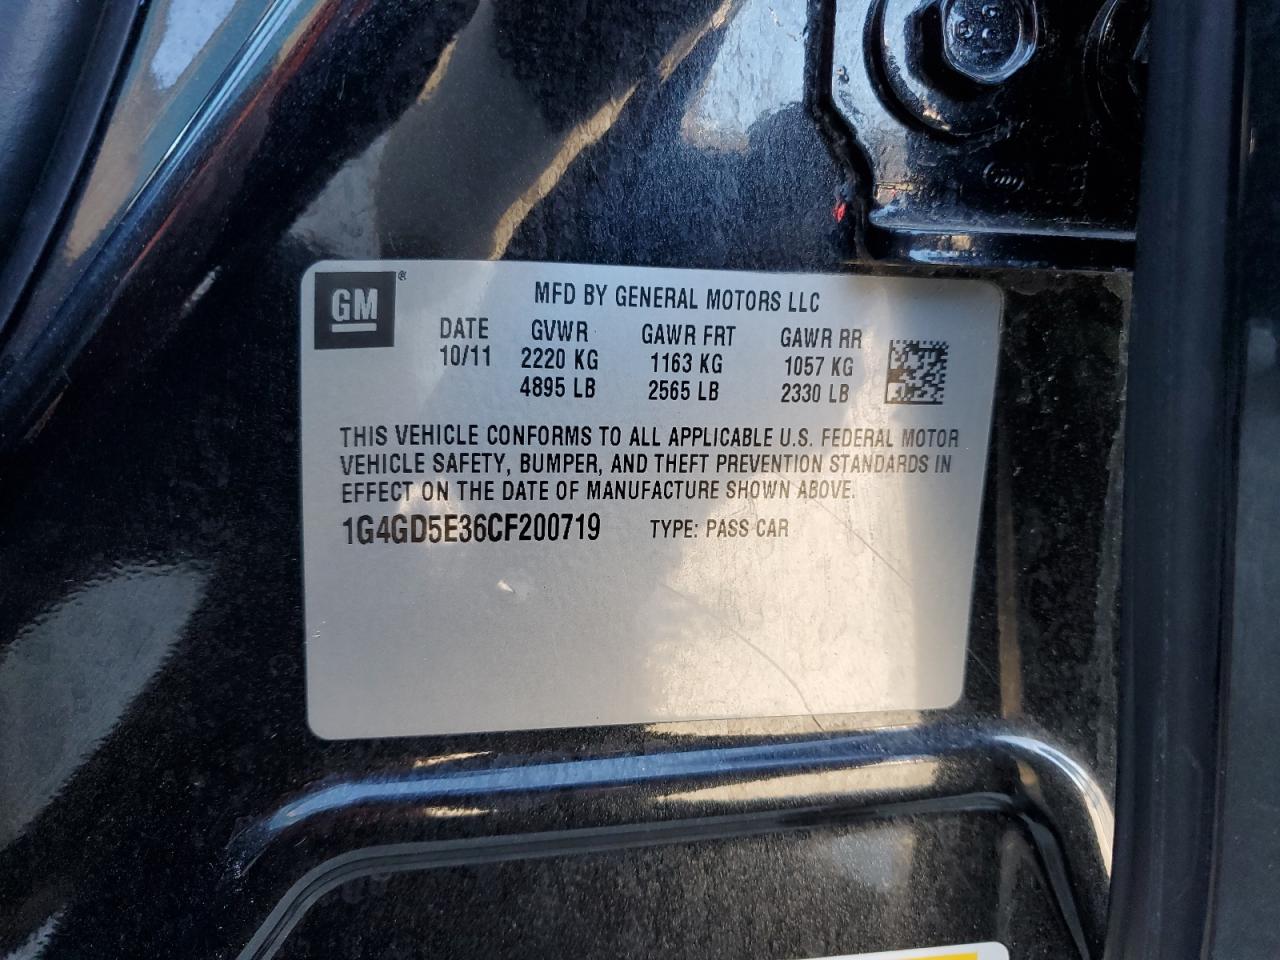 GM®
MFD BY GENERAL MOTORS LLC
DATE GVWR GAWR FRT GAWR RR
10/11 2220 KG 1163 KG 1057 KG
4895 LB 2565 LB 2330 LB
THIS VEHICLE CONFORMS TO ALL APPLICABLE U.S. FEDERAL MOTOR
VEHICLE SAFETY, BUMPER, AND THEFT PREVENTION STANDARDS IN
EFFECT ON THE DATE OF MANUFACTURE SHOWN ABOVE.
1G4GD5E36CF200719 TYPE: PASS CAR